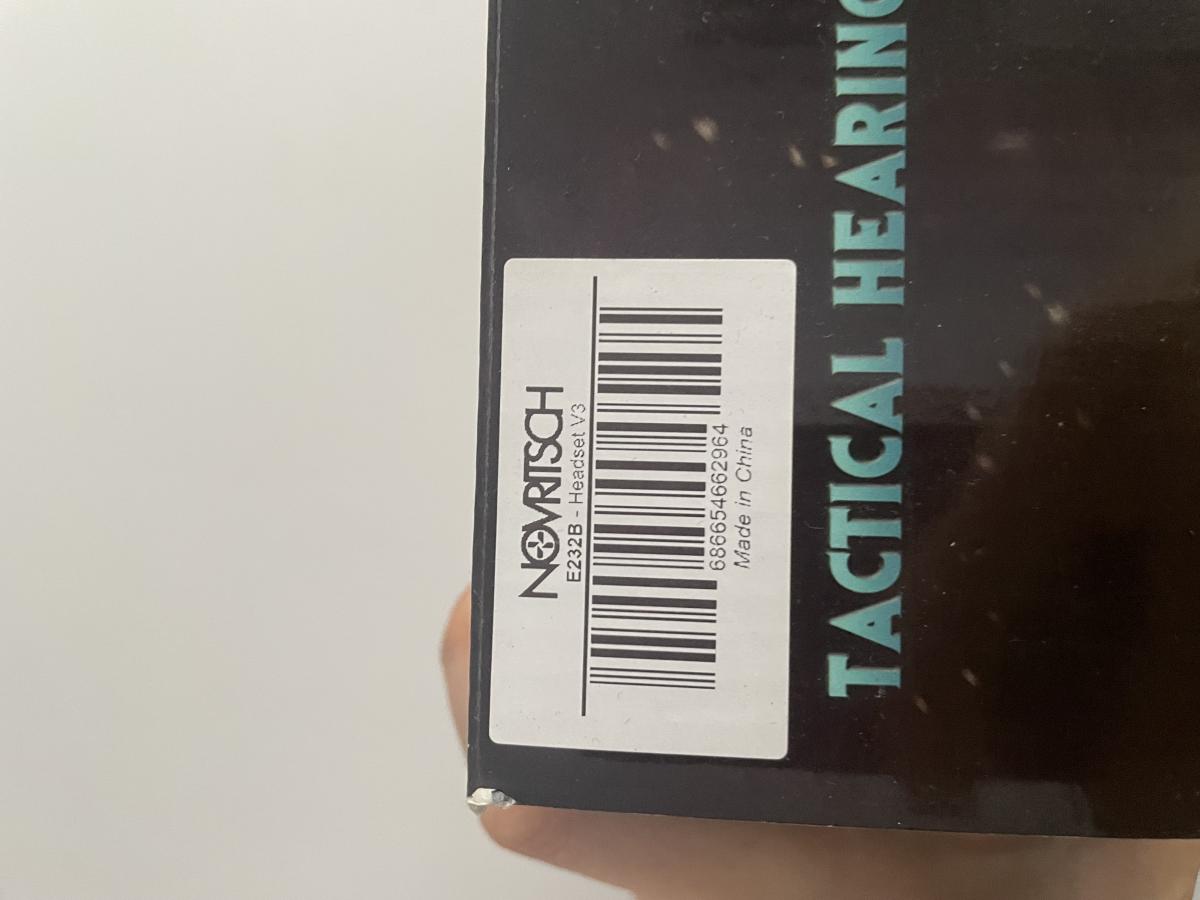 NOVRITSCH
E232B - Headset V3
686654662964
Made in China
TACTICAL HEARING